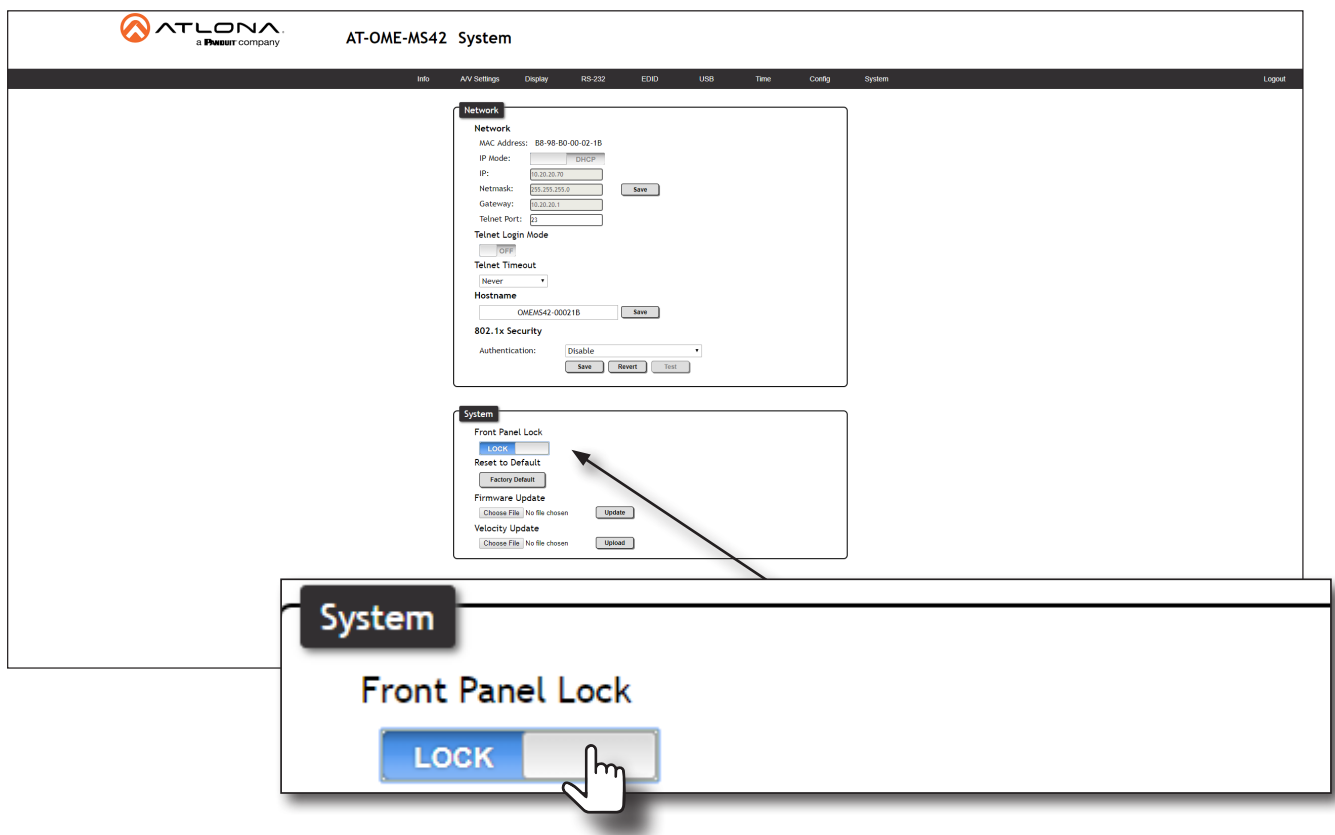 ATLONA.
a PANDUIT company
AT-OME-MS42 System
Info A/V Settings Display RS-232 EDID USB Time Config System Logout
Network
Network
MAC Address: B8-98-B0-00-02-1B
IP Mode: DHCP
IP: 10.20.20.70
Netmask: 255.255.255.0 Save
Gateway: 10.20.20.1
Telnet Port: 23
Telnet Login Mode
OFF
Telnet Timeout
Never
Hostname
OMEMS42-00021B Save
802.1x Security
Authentication: Disable
Save Revert Test
System
Front Panel Lock
LOCK
Reset to Default
Factory Default
Firmware Update
Choose File No file chosen Update
Velocity Update
Choose File No file chosen Upload
System
Front Panel Lock
LOCK